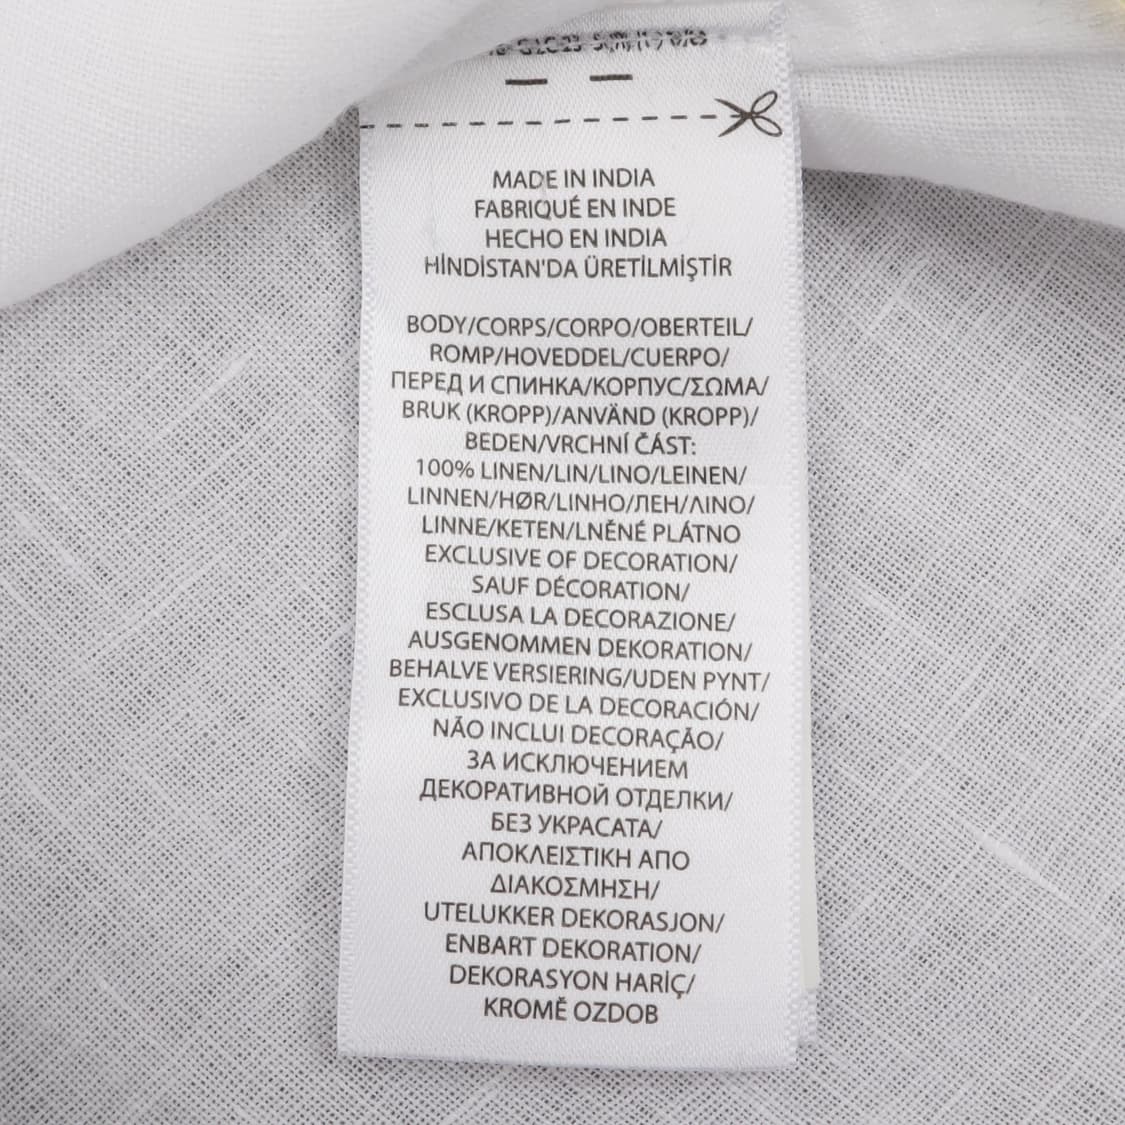 MADE IN INDIA
FABRIQUÉ EN INDE
HECHO EN INDIA
HİNDİSTAN'DA ÜRETİLMİŞTİR
BODY/CORPS/CORPO/OBERTEIL/
ROMP/HOVEDDEL/CUERPO/
ПЕРЕД И СПИНКА/КОРПУС/ΣΩΜΑ/
BRUK (KROPP)/ANVÄND (KROPP)/
BEDEN/VRCHNÍ ČÁST:
100% LINEN/LIN/LINO/LEINEN/
LINNEN/HØR/LINHO/ЛЕН/ΛΙΝΟ/
LINNE/KETEN/LNĚNÉ PLÁTNO
EXCLUSIVE OF DECORATION/
SAUF DÉCORATION/
ESCLUSA LA DECORAZIONE/
AUSGENOMMEN DEKORATION/
BEHALVE VERSIERING/UDEN PYNT/
EXCLUSIVO DE LA DECORACIÓN/
NÃO INCLUI DECORAÇÃO/
ЗА ИСКЛЮЧЕНИЕМ
ДЕКОРАТИВНОЙ ОТДЕЛКИ/
БЕЗ УКРАСАТА/
ΑΠΟΚΛΕΙΣΤΙΚΗ ΑΠΟ
ΔΙΑΚΟΣΜΗΣΗ/
UTELUKKER DEKORASJON/
ENBART DEKORATION/
DEKORASYON HARİÇ/
KROMĚ OZDOB